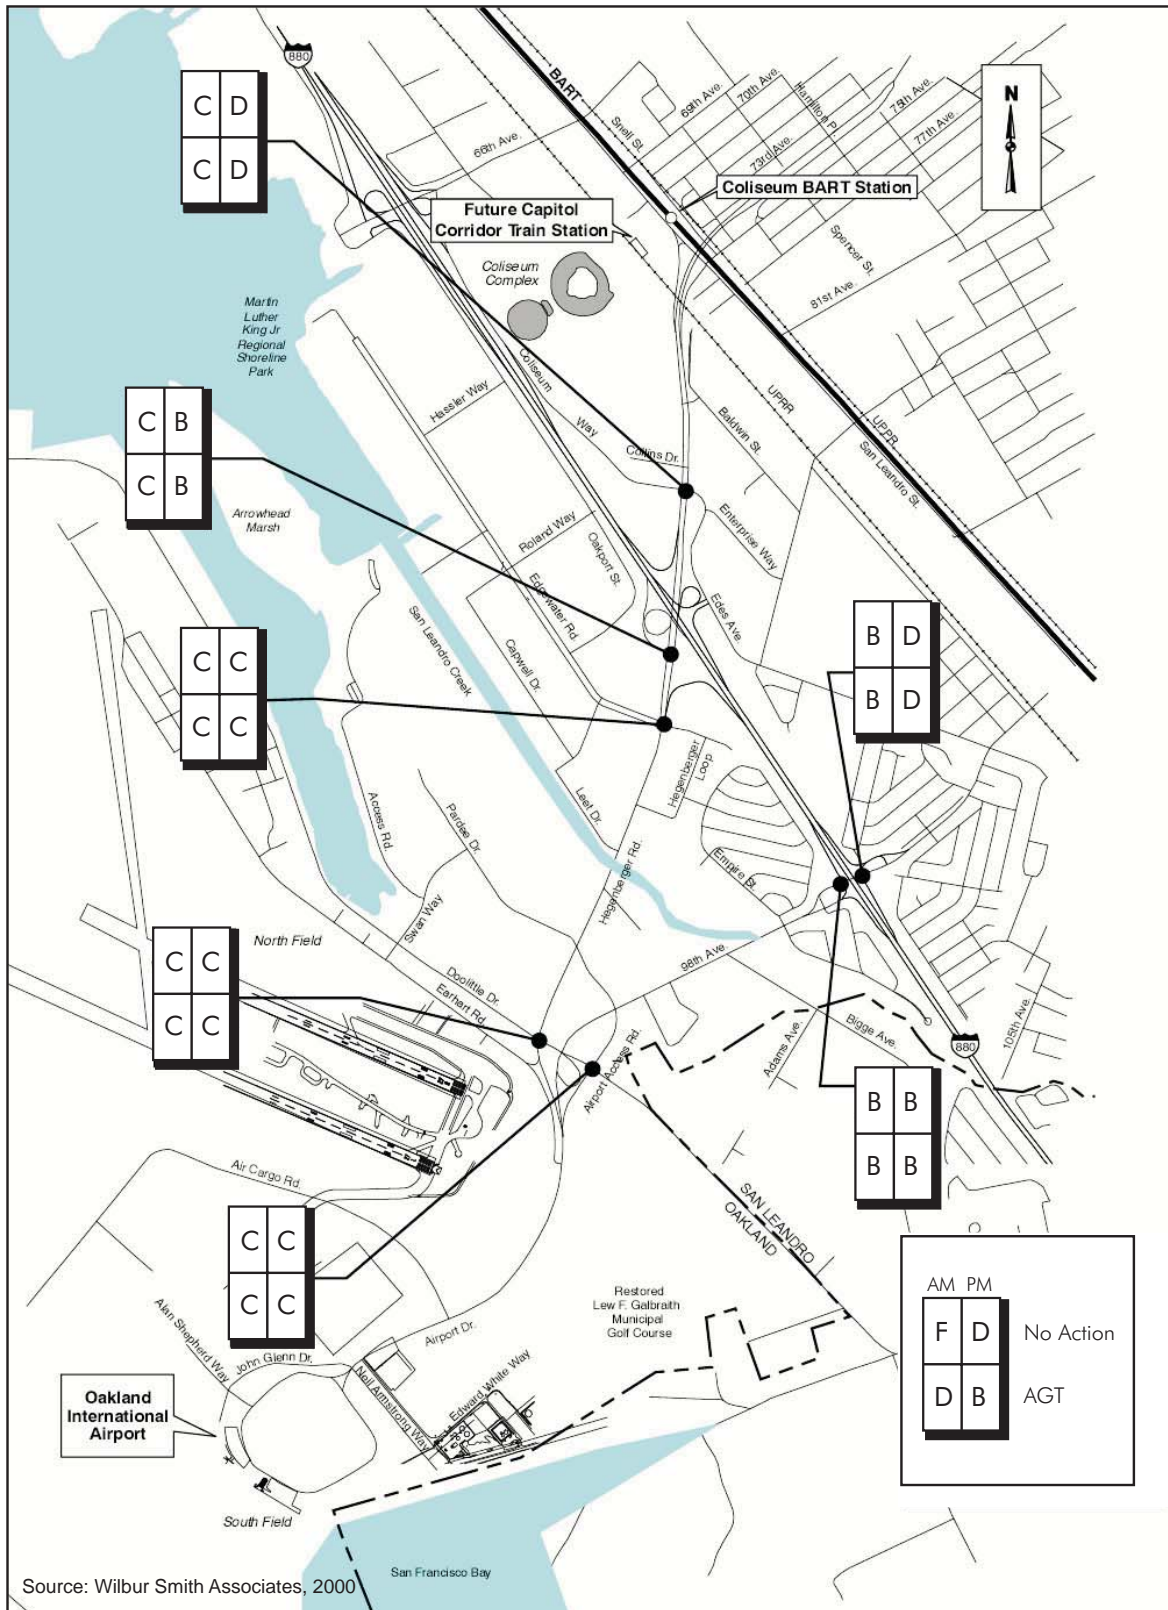 880
BART
69th Ave.
70th Ave.
Hamilton Pl.
75th Ave.
77th Ave.
N
Snell St.
66th Ave.
73rd Ave.
C D
C D
Coliseum BART Station
Future Capitol
Corridor Train Station
Spencer St.
81st Ave.
Coliseum
Complex
Martin
Luther
King Jr
Regional
Shoreline
Park
Coliseum
Way
Hassler Way
UPRR
UPPR
Baldwin St.
San Leandro St.
Collins Dr.
C B
C B
Arrowhead
Marsh
Roland Way
Oakport St.
Enterprise Way
Edgewater Rd.
Edes Ave.
San Leandro Creek
Capwell Dr.
B D
B D
C C
C C
Hegenberger
Loop
Access Rd.
Pardee Dr.
Leet Dr.
Hegenberger Rd.
Empire St.
Swan Way
North Field
98th Ave.
C C
C C
Doolittle Dr.
Earhart Rd.
Airport Access Rd.
Adams Ave.
Bigge Ave.
880
105th Ave.
B B
B B
Air Cargo Rd.
SAN LEANDRO
OAKLAND
C C
C C
Restored
Lew F. Galbraith
Municipal
Golf Course
AM PM
F D No Action
D B AGT
Alan Shepherd Way
John Glenn Dr.
Airport Dr.
Neil Armstrong Way
Edward White Way
Oakland
International
Airport
South Field
San Francisco Bay
Source: Wilbur Smith Associates, 2000